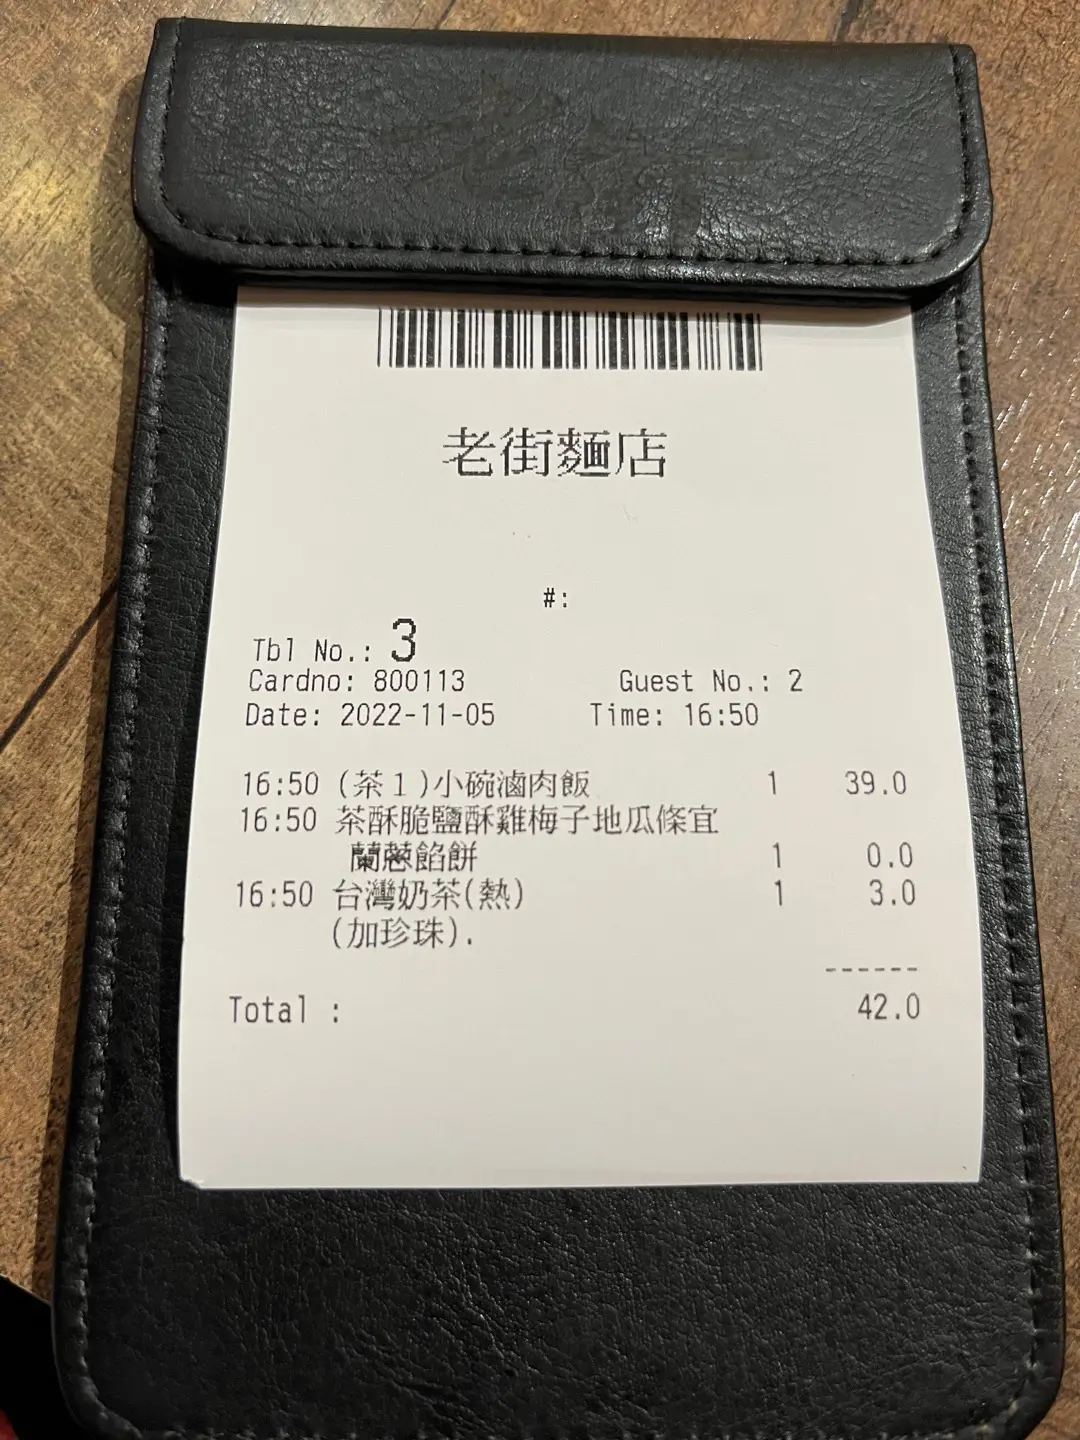 老街麵店
#:
Tbl No.: 3
Cardno: 800113 Guest No.: 2
Date: 2022-11-05 Time: 16:50
16:50 (茶1)小碗滷肉飯 1 39.0
16:50 茶酥脆鹽酥雞梅子地瓜條宜
蘭蔥餡餅 1 0.0
16:50 台灣奶茶(熱) 1 3.0
(加珍珠).
------
Total : 42.0